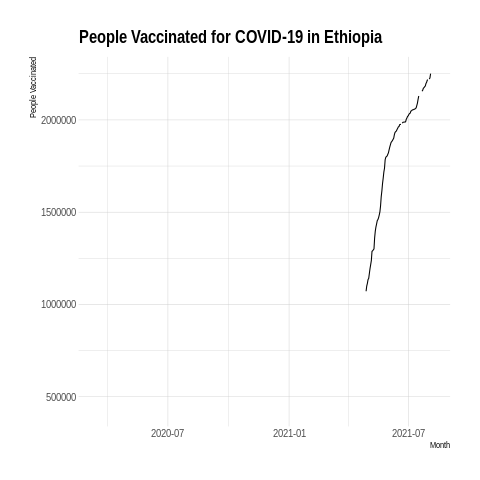 People Vaccinated for COVID-19 in Ethiopia
People Vaccinated
2000000
1500000
1000000
500000
2020-07 2021-01 2021-07
Month